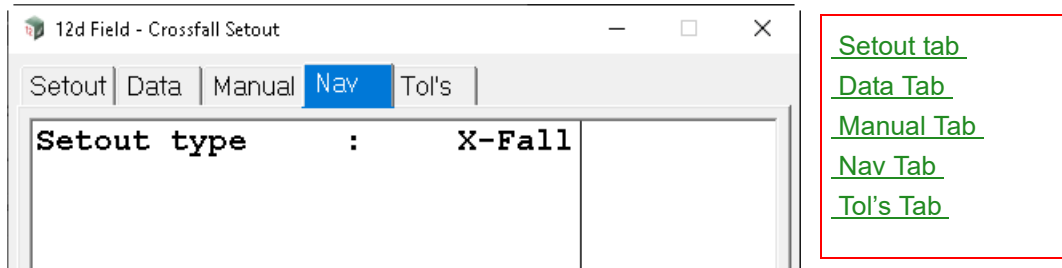 12d Field - Crossfall Setout
Setout Data Manual Nav Tol's
Setout type : X-Fall
Setout tab
Data Tab
Manual Tab
Nav Tab
Tol's Tab